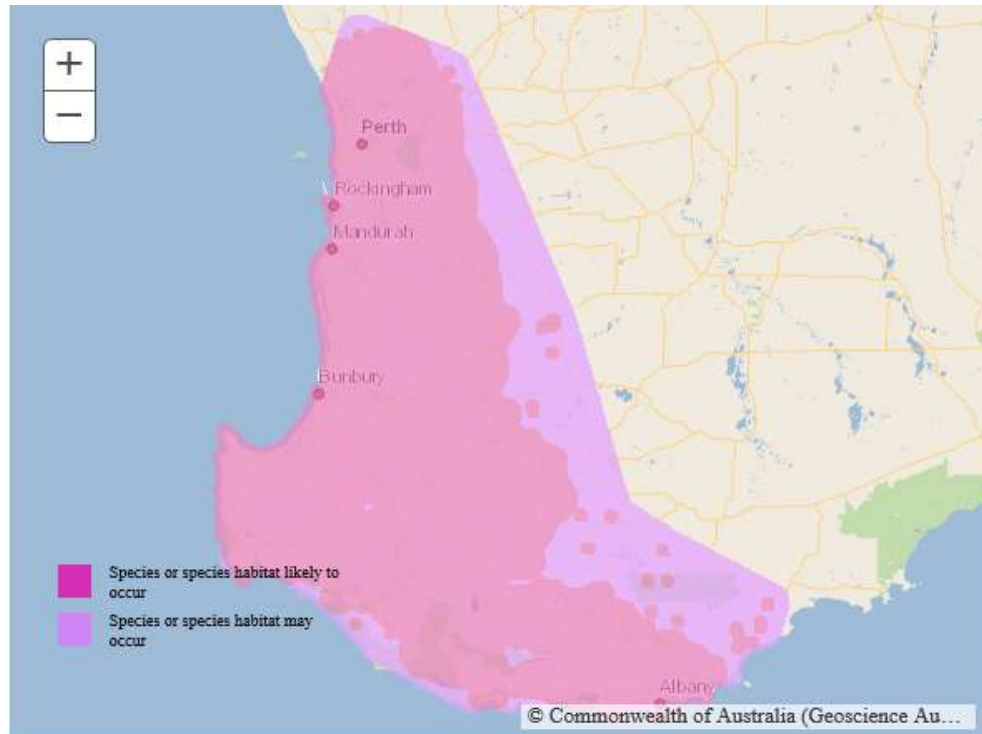 +
−
Perth
Rockingham
Mandurah
Bunbury
Species or species habitat likely to
occur
Species or species habitat may
occur
Albany
© Commonwealth of Australia (Geoscience Au...